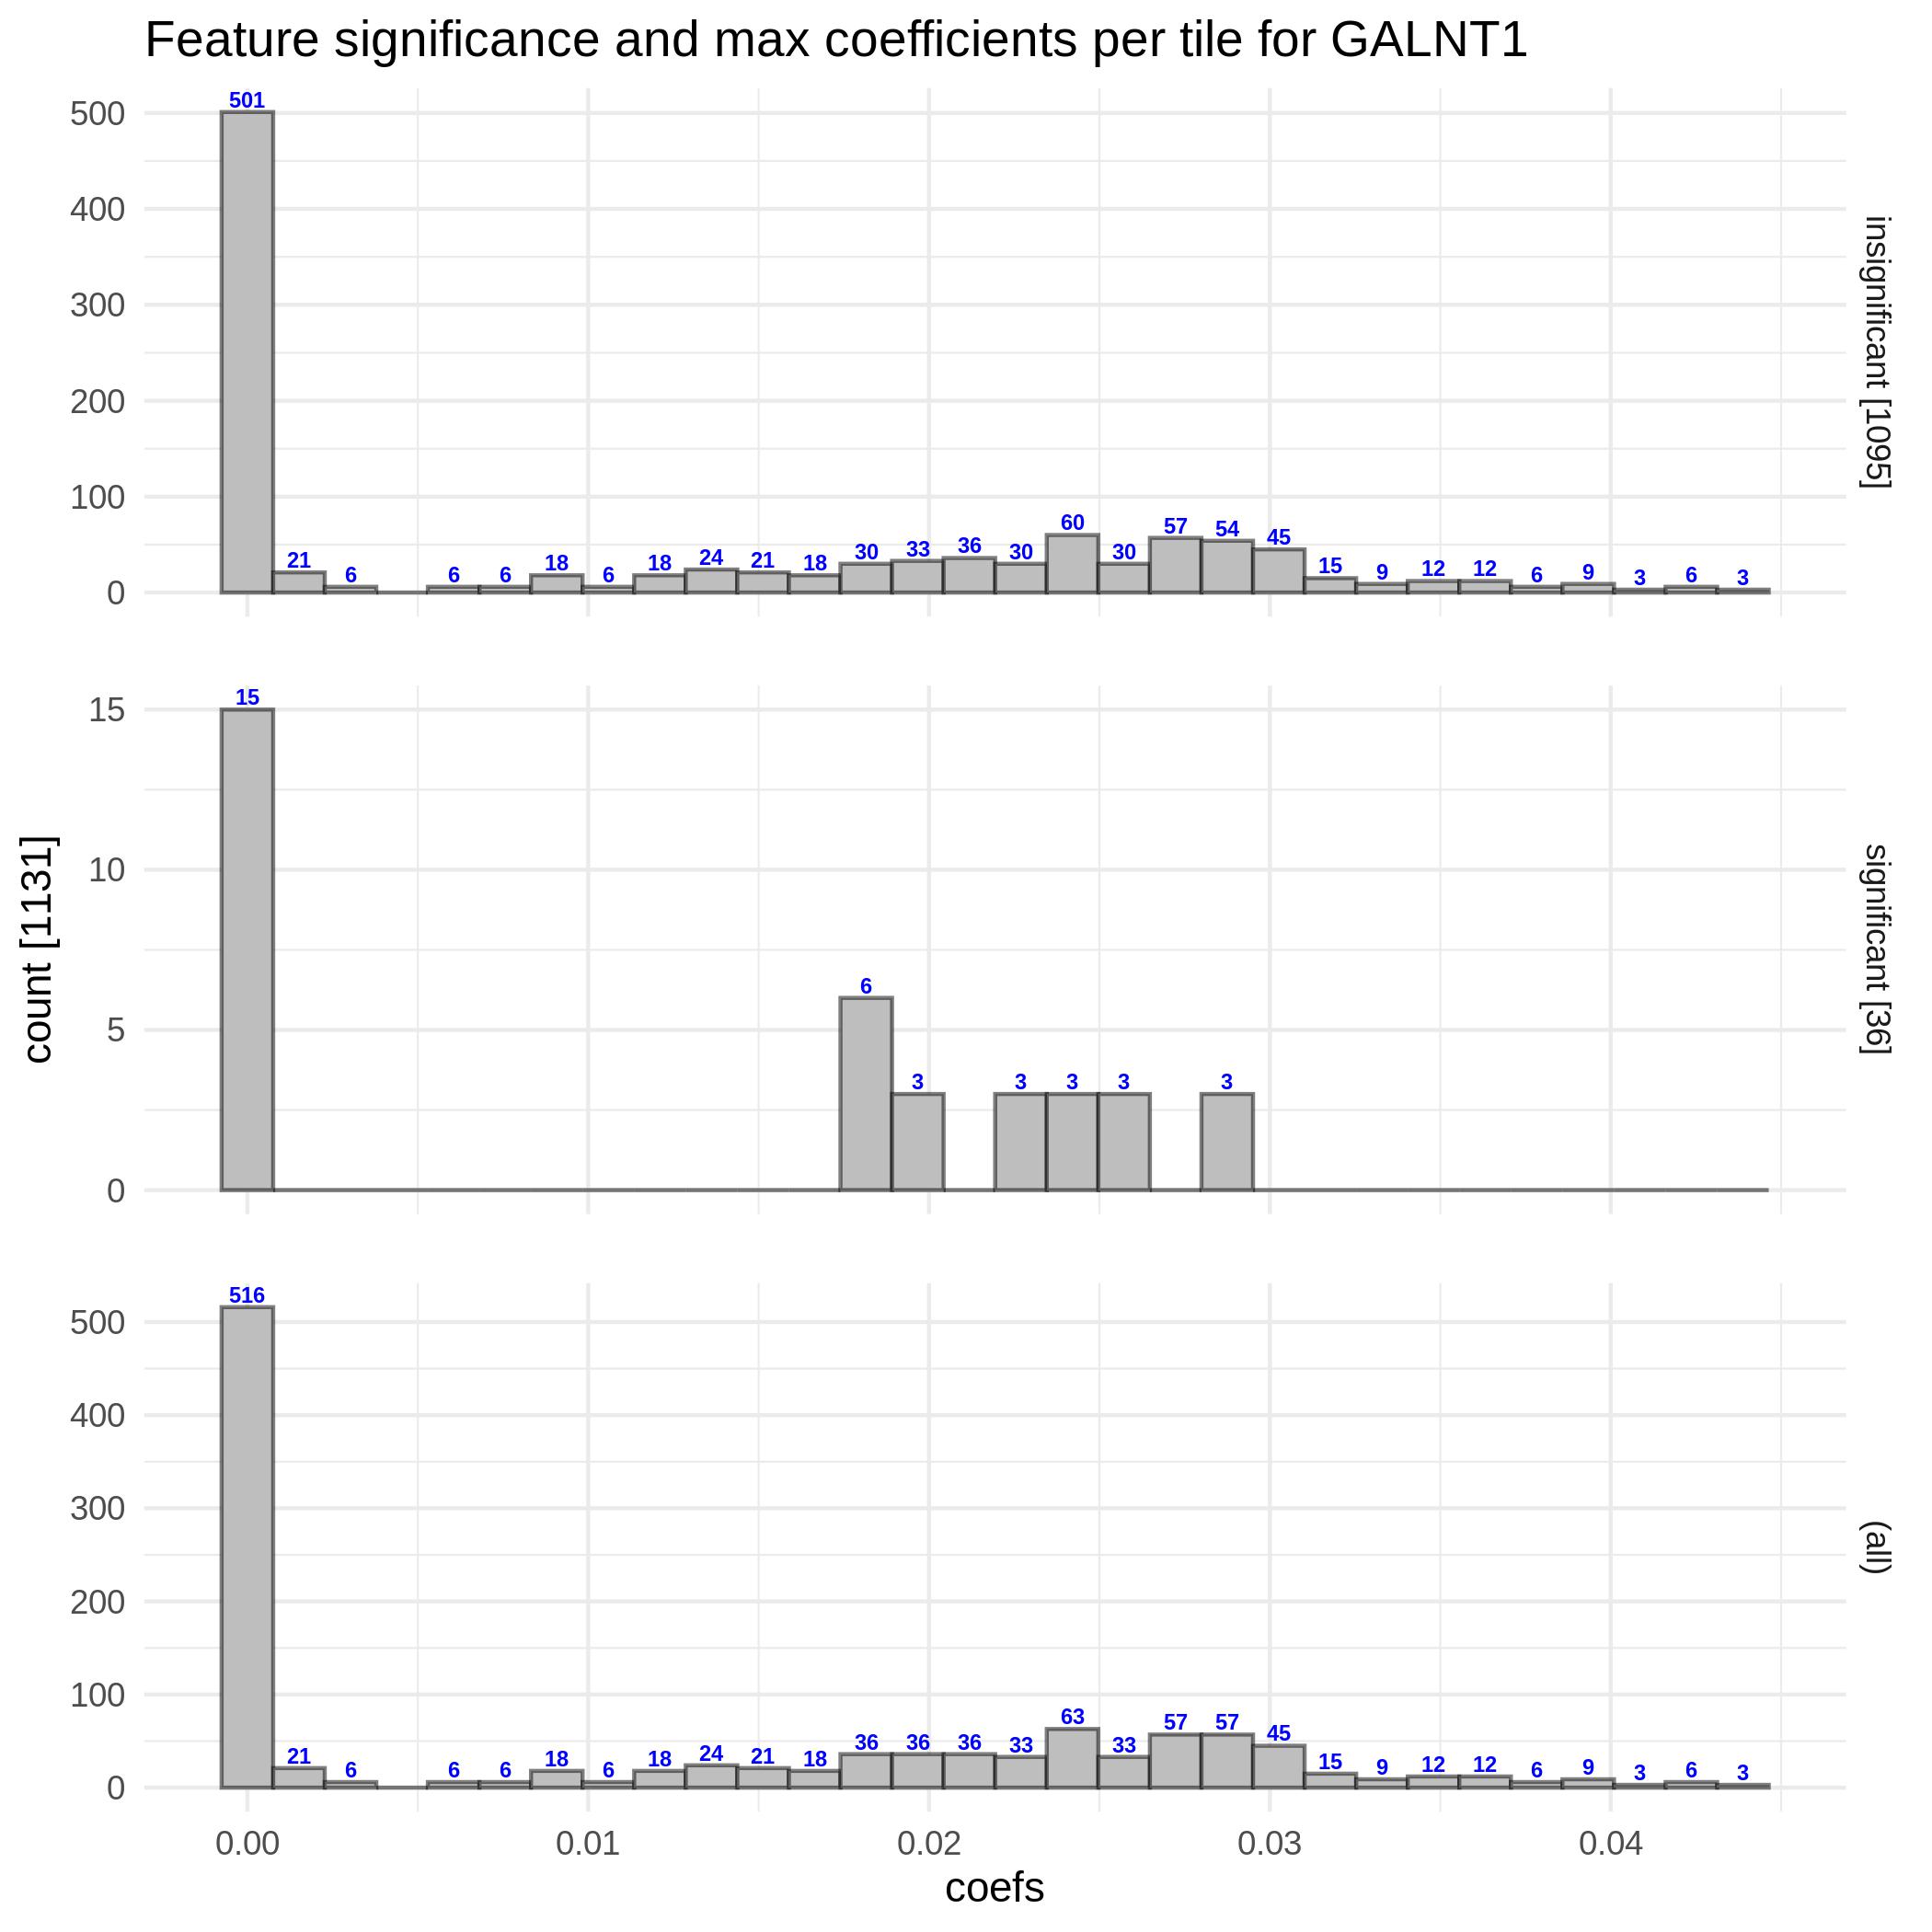 Feature significance and max coefficients per tile for GALNT1
501
500
400
300
200
100
0
21 6 6 6 18 6 18 24 21 18 30 33 36 30 60 30 57 54 45 15 9 12 12 6 9 3 6 3
insignificant [1095]
15
15
10
5
0
6 3 3 3 3 3
significant [36]
count [1131]
516
500
400
300
200
100
0
21 6 6 6 18 6 18 24 21 18 36 36 36 33 63 33 57 57 45 15 9 12 12 6 9 3 6 3
(all)
0.00 0.01 0.02 0.03 0.04
coefs